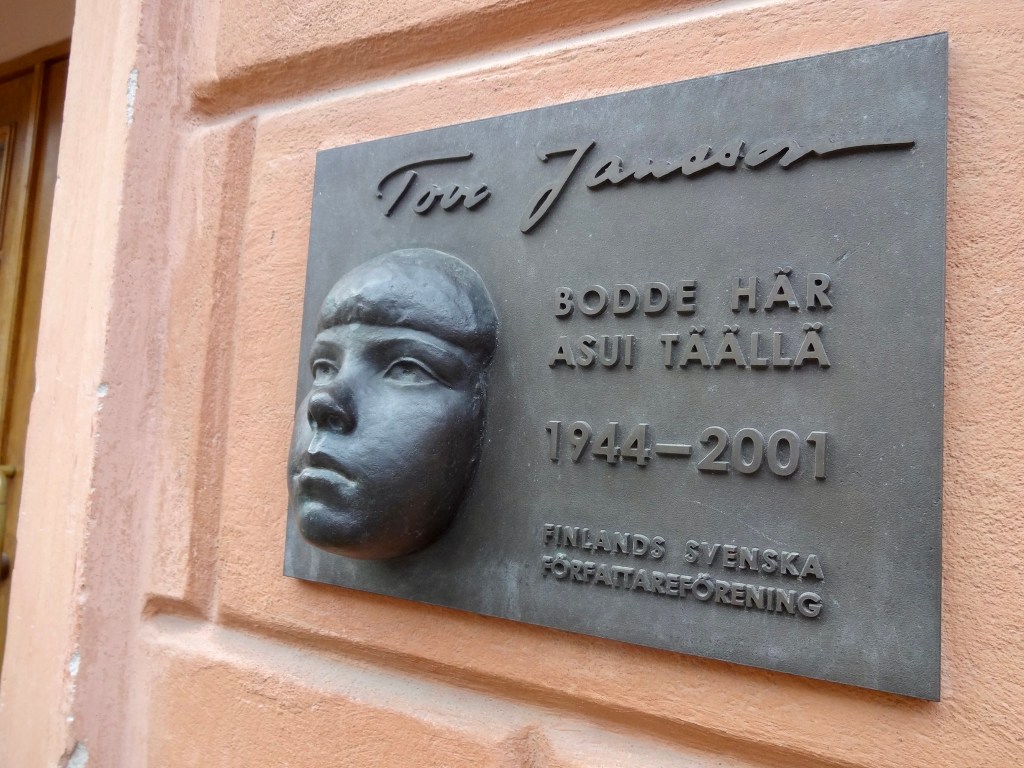 Tove Jansson
BODDE HÄR
ASUI TÄÄLLÄ
1944–2001
FINLANDS SVENSKA
FÖRFATTAREFÖRENING